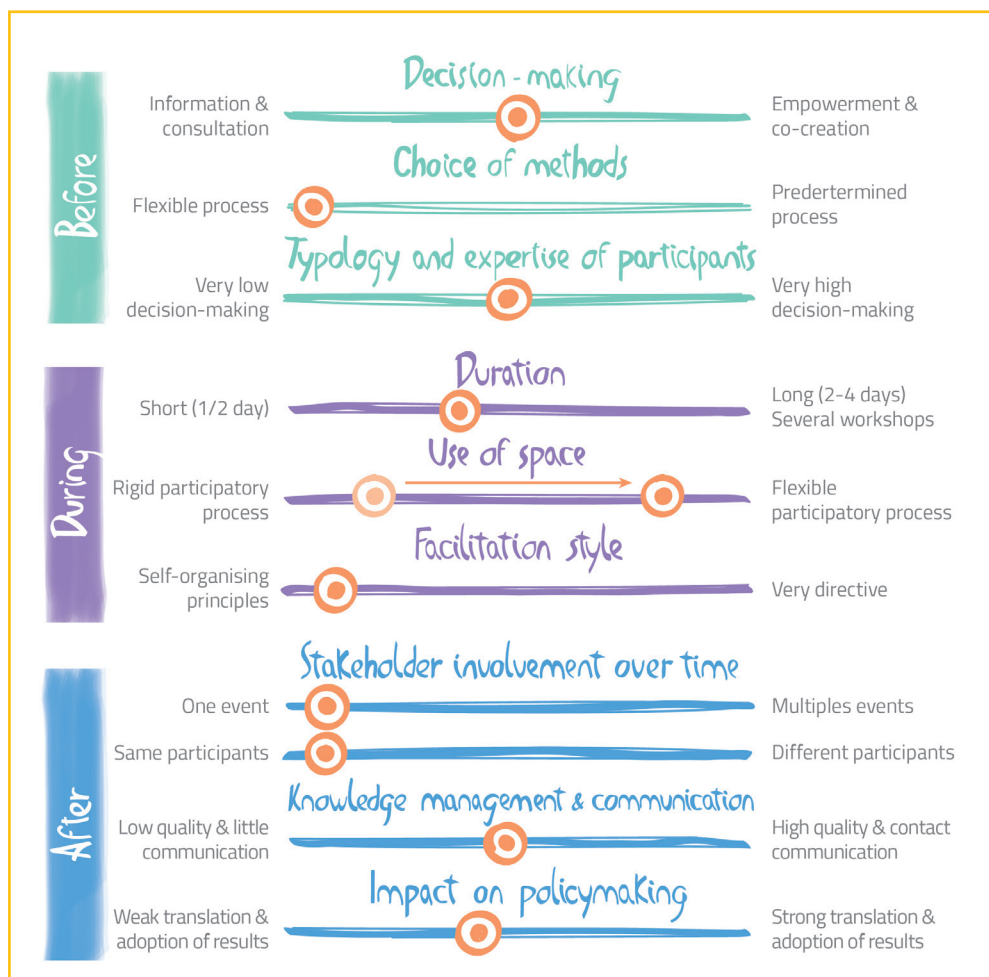 Before
Decision-making
Information &
consultation
Empowerment &
co-creation
Choice of methods
Flexible process
Predertermined
process
Typology and expertise of participants
Very low
decision-making
Very high
decision-making
During
Duration
Short (1/2 day)
Long (2-4 days)
Several workshops
Use of space
Rigid participatory
process
Flexible
participatory process
Facilitation style
Self-organising
principles
Very directive
After
Stakeholder involvement over time
One event
Multiples events
Same participants
Different participants
Knowledge management & communication
Low quality & little
communication
High quality & contact
communication
Impact on policymaking
Weak translation &
adoption of results
Strong translation &
adoption of results